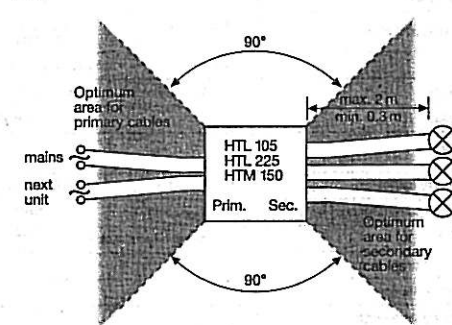 90°
Optimum
area for
primary cables
max. 2 m
min. 0,3 m
mains
next
unit
HTL 105
HTL 225
HTM 150
Prim. Sec.
Optimum
area for
secondary
cables
90°